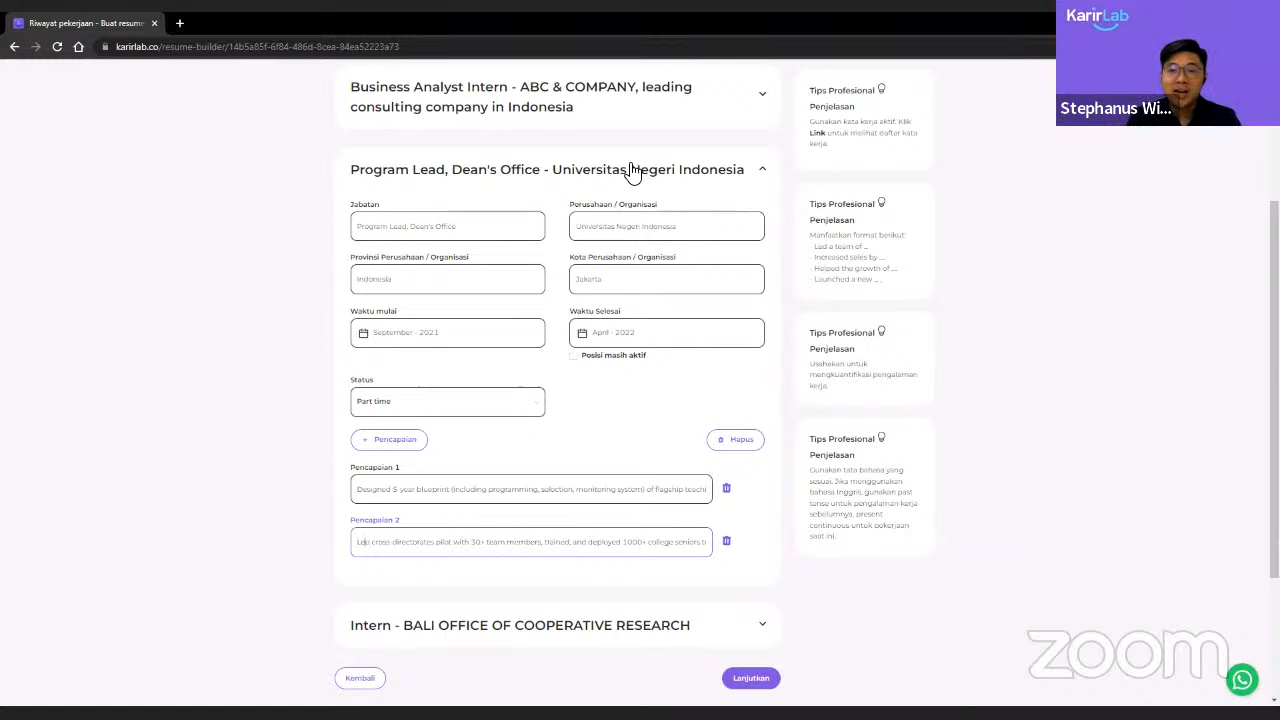 Riwayat pekerjaan - Buat resume
karirlab.co/resume-builder/14b5a85f-6f84-486d-8cea-84ea52223a73
KarirLab
Stephanus Wi...
Business Analyst Intern - ABC & COMPANY, leading
consulting company in Indonesia
Program Lead, Dean's Office - Universitas Negeri Indonesia
Jabatan
Perusahaan / Organisasi
Program Lead, Dean's Office
Universitas Negeri Indonesia
Provinsi Perusahaan / Organisasi
Kota Perusahaan / Organisasi
Indonesia
Jakarta
Waktu mulai
Waktu Selesai
September - 2021
April - 2022
Posisi masih aktif
Status
Part time
+ Pencapaian
Hapus
Pencapaian 1
Designed 5-year blueprint (including programming, selection, monitoring system) of flagship teachi
Pencapaian 2
Led cross-directorates pilot with 30+ team members, trained, and deployed 1000+ college seniors t
Intern - BALI OFFICE OF COOPERATIVE RESEARCH
Kembali
Lanjutkan
Tips Profesional
Penjelasan
Gunakan kata kerja aktif. Klik
Link untuk melihat daftar kata
kerja.
Tips Profesional
Penjelasan
Manfaatkan format berikut:
- Led a team of ...
- Increased sales by ....
- Helped the growth of ....
- Launched a new ... .
Tips Profesional
Penjelasan
Usahakan untuk
mengkuantifikasi pengalaman
kerja.
Tips Profesional
Penjelasan
Gunakan tata bahasa yang
sesuai. Jika menggunakan
bahasa Inggris, gunakan past
tense untuk pengalaman kerja
sebelumnya, present
continuous untuk pekerjaan
saat ini.
zoom